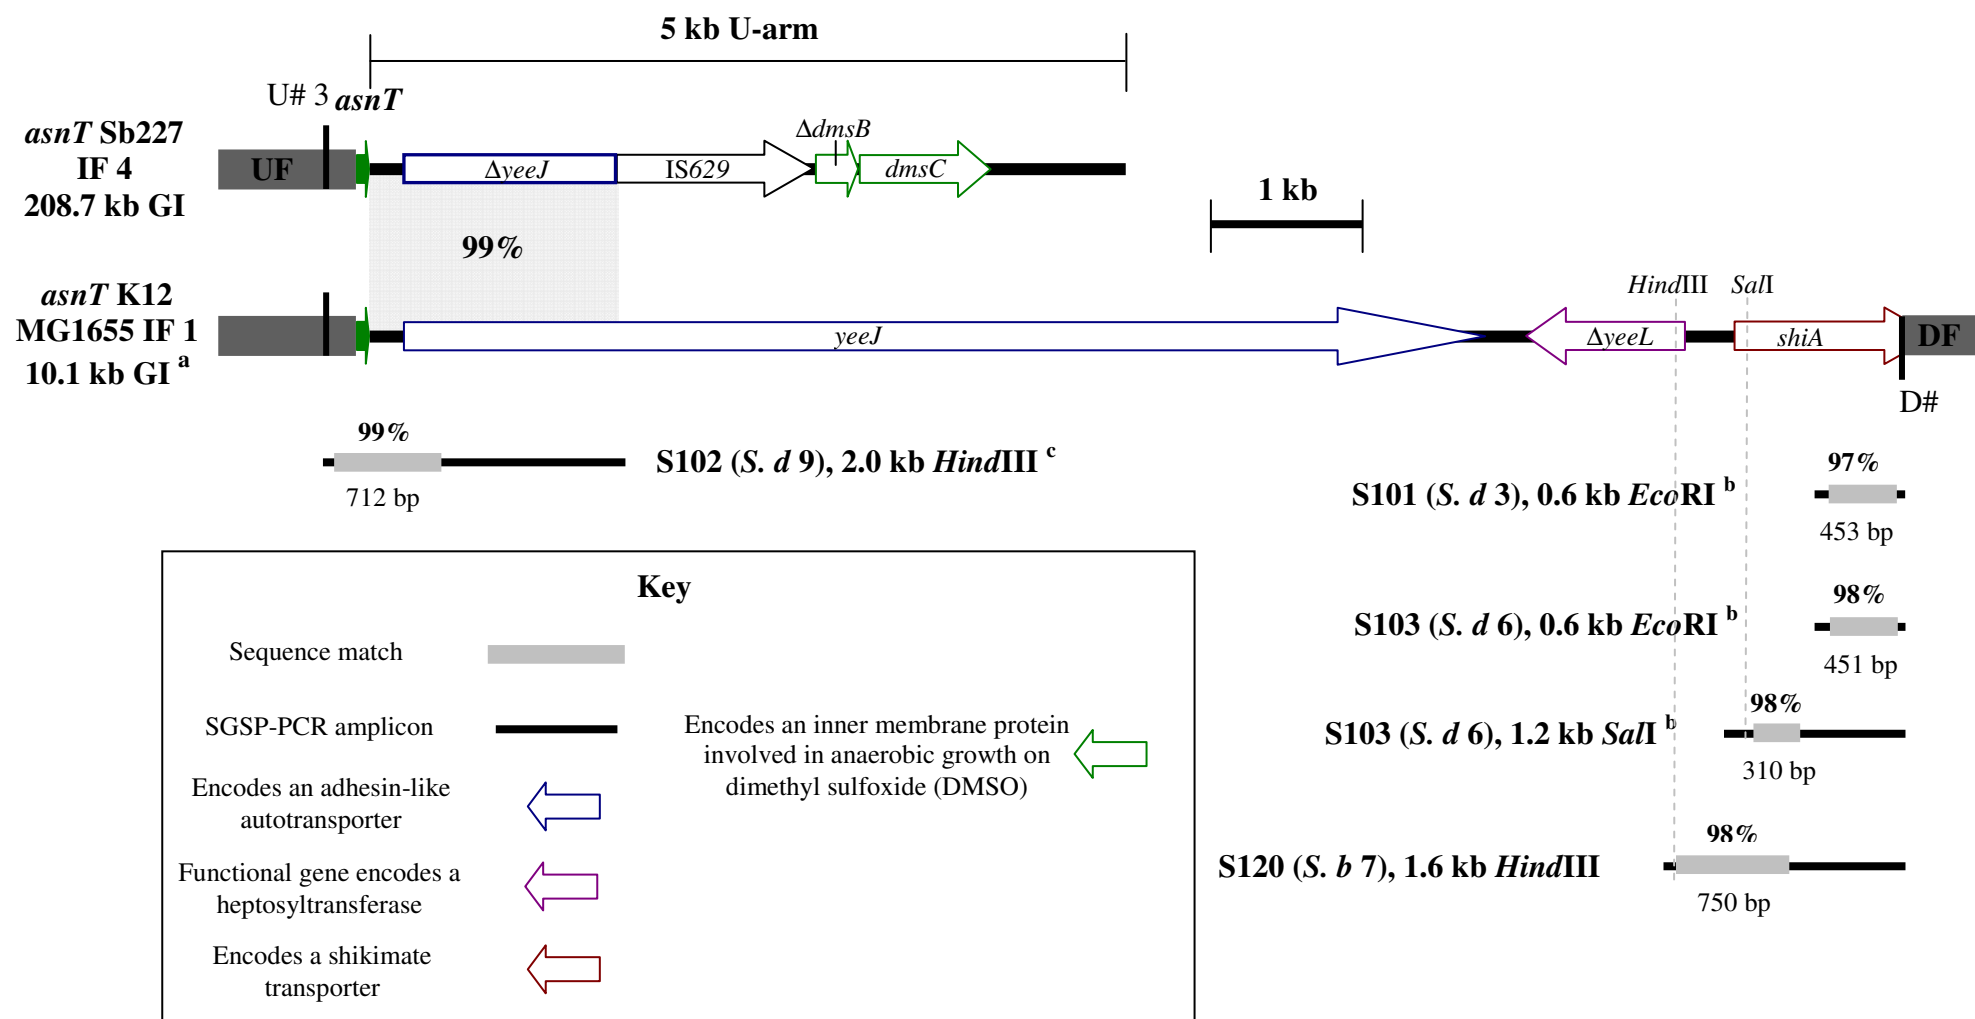 5 kb U-arm
U# 3 asnT
asnT Sb227
IF 4
208.7 kb GI
UF
ΔyeeJ
IS629
ΔdmsB
dmsC
1 kb
99%
asnT K12
MG1655 IF 1
10.1 kb GI a
yeeJ
HindIII
SalI
ΔyeeL
shiA
DF
D#
99%
S102 (S. d 9), 2.0 kb HindIII c
712 bp
97%
S101 (S. d 3), 0.6 kb EcoRI b
453 bp
98%
S103 (S. d 6), 0.6 kb EcoRI b
451 bp
98%
S103 (S. d 6), 1.2 kb SalI b
310 bp
98%
S120 (S. b 7), 1.6 kb HindIII
750 bp
Key
Sequence match
SGSP-PCR amplicon
Encodes an adhesin-like
autotransporter
Functional gene encodes a
heptosyltransferase
Encodes a shikimate
transporter
Encodes an inner membrane protein
involved in anaerobic growth on
dimethyl sulfoxide (DMSO)